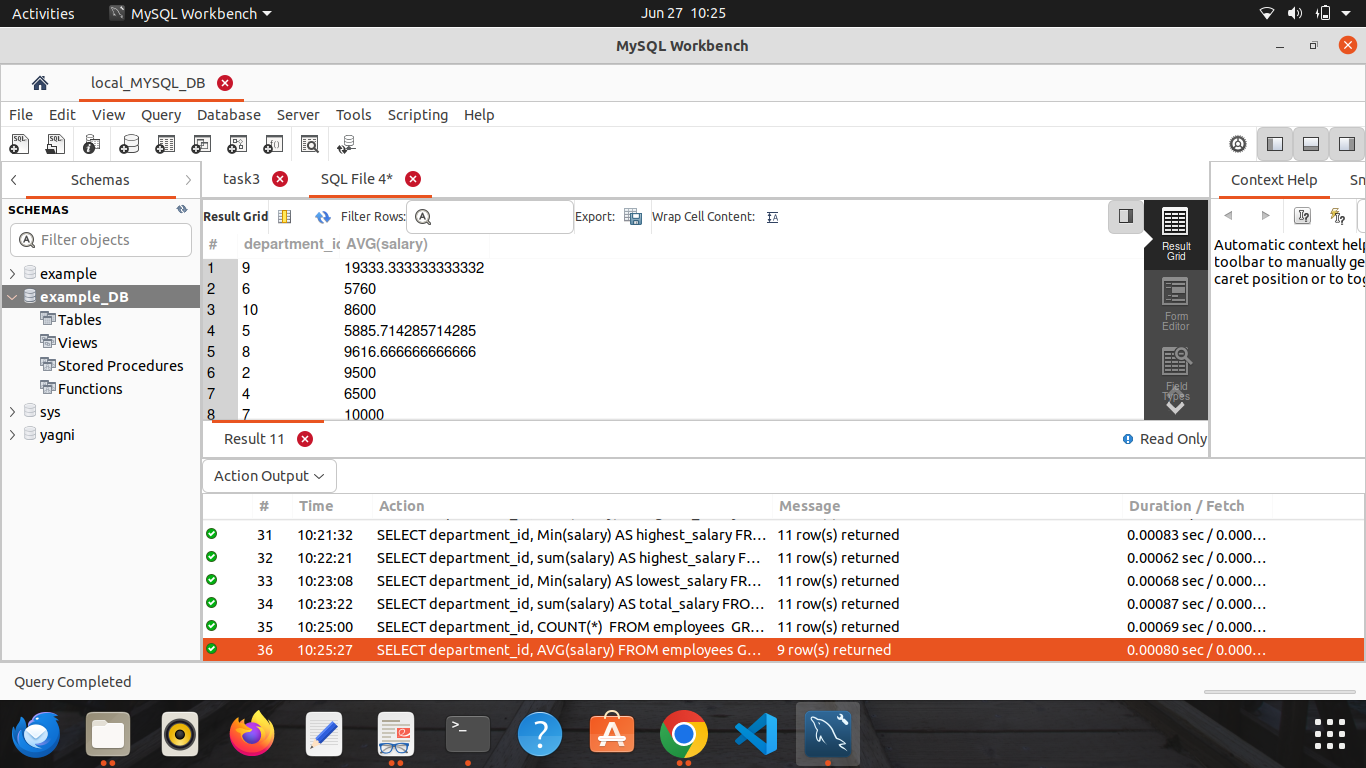 Activities MySQL Workbench Jun 27 10:25
MySQL Workbench
local_MYSQL_DB
File Edit View Query Database Server Tools Scripting Help
Schemas
SCHEMAS
Filter objects
example
example_DB
Tables
Views
Stored Procedures
Functions
sys
yagni
task3 SQL File 4*
Result Grid Filter Rows: Export: Wrap Cell Content:
# department_id AVG(salary)
1 9 19333.333333333332
2 6 5760
3 10 8600
4 5 5885.714285714285
5 8 9616.666666666666
6 2 9500
7 4 6500
8 7 10000
Result Grid
Form Editor
Field Types
Result 11 Read Only
Context Help Sn
Automatic context help
toolbar to manually ge
caret position or to tog
Action Output
# Time Action Message Duration / Fetch
31 10:21:32 SELECT department_id, Min(salary) AS highest_salary FR... 11 row(s) returned 0.00083 sec / 0.000...
32 10:22:21 SELECT department_id, sum(salary) AS highest_salary F... 11 row(s) returned 0.00062 sec / 0.000...
33 10:23:08 SELECT department_id, Min(salary) AS lowest_salary FR... 11 row(s) returned 0.00068 sec / 0.000...
34 10:23:22 SELECT department_id, sum(salary) AS total_salary FRO... 11 row(s) returned 0.00087 sec / 0.000...
35 10:25:00 SELECT department_id, COUNT(*) FROM employees GR... 11 row(s) returned 0.00069 sec / 0.000...
36 10:25:27 SELECT department_id, AVG(salary) FROM employees G... 9 row(s) returned 0.00080 sec / 0.000...
Query Completed